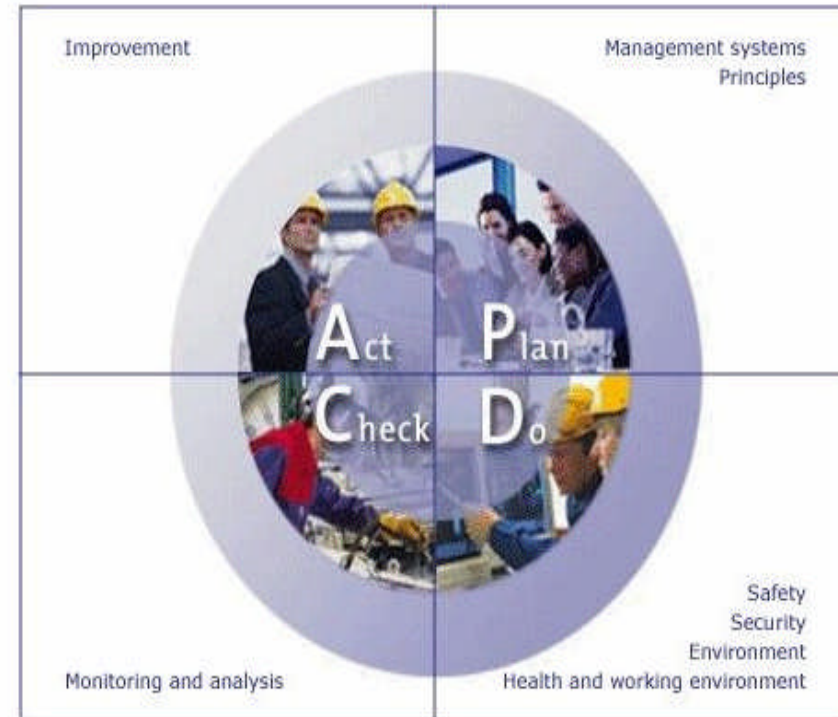 Improvement
Management systems
Principles
Act
Plan
Check
Do
Safety
Security
Environment
Monitoring and analysis
Health and working environment